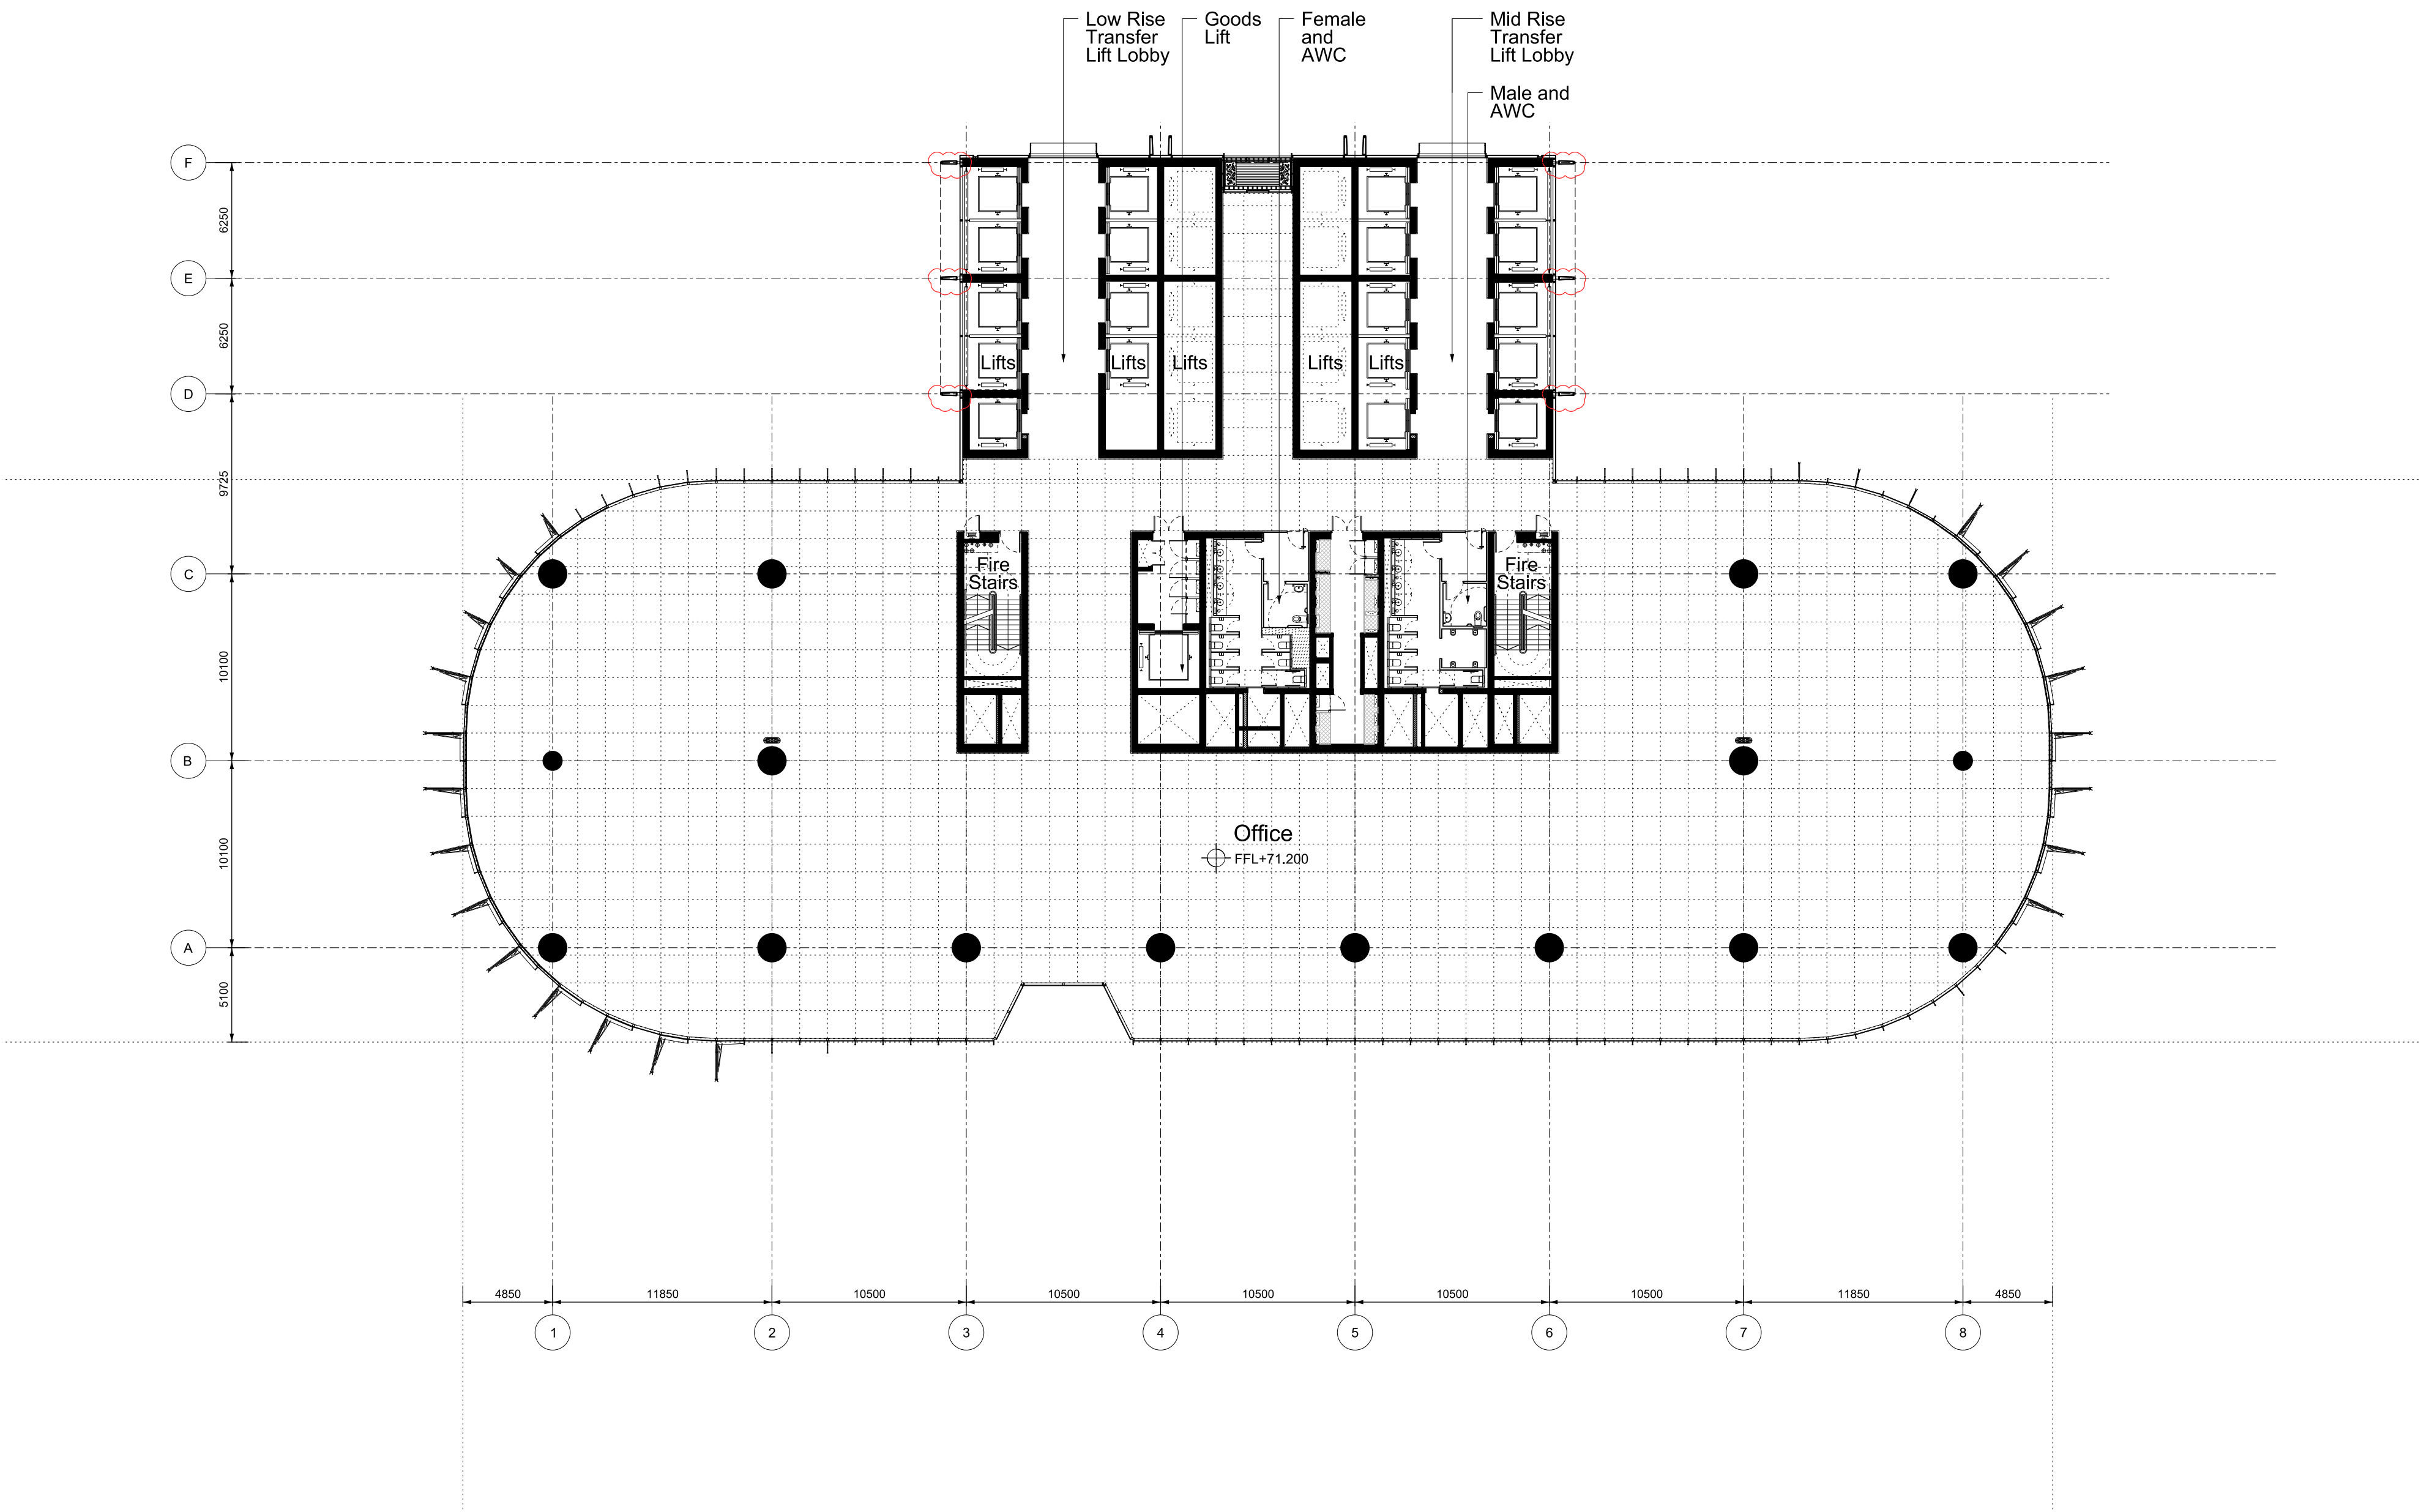 Low Rise
Transfer
Lift Lobby
Goods
Lift
Female
and
AWC
Mid Rise
Transfer
Lift Lobby
Male and
AWC
F
6250
E
6250
Lifts
Lifts
Lifts
Lifts
Lifts
D
9725
Fire
Stairs
Fire
Stairs
C
10100
B
10100
Office
FFL+71.200
A
5100
4850
11850
10500
10500
10500
10500
10500
11850
4850
1
2
3
4
5
6
7
8